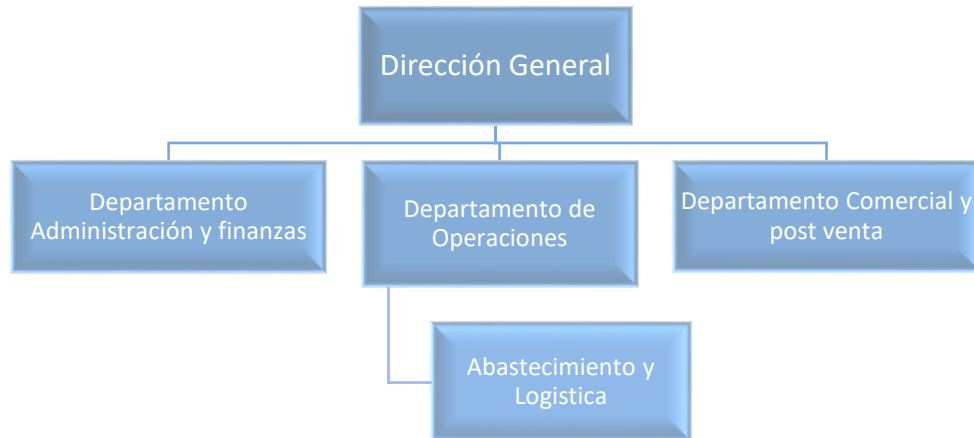 Dirección General
Departamento
Administración y finanzas
Departamento de
Operaciones
Departamento Comercial y
post venta
Abastecimiento y
Logistica